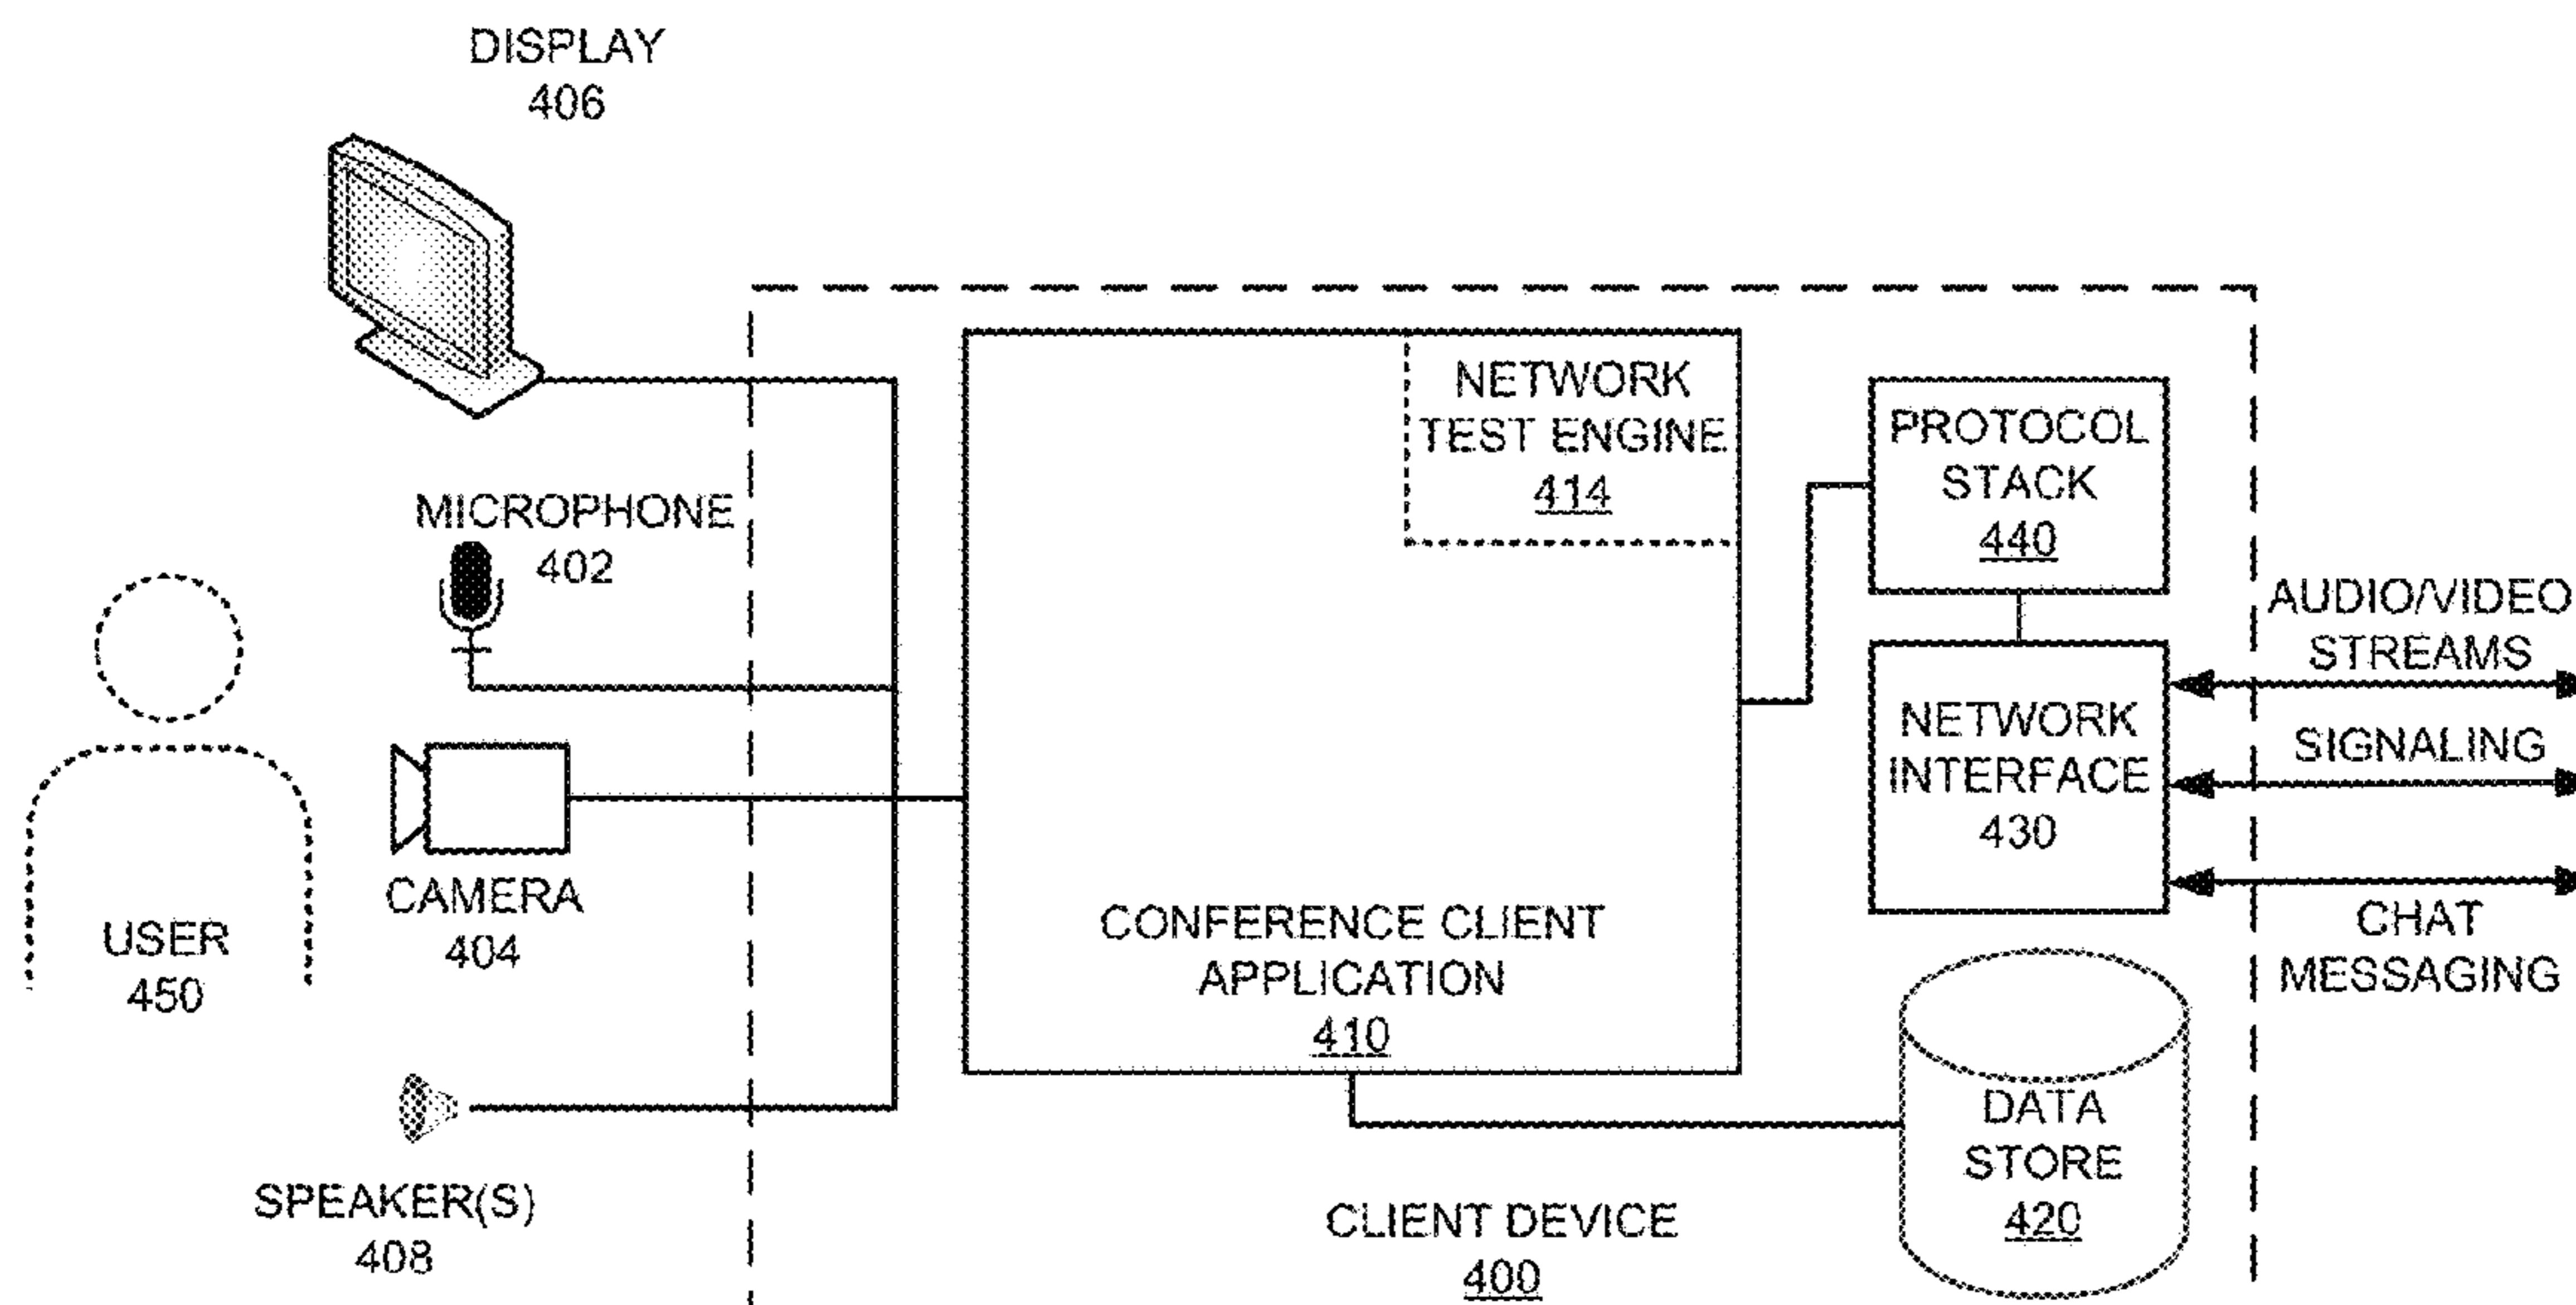 DISPLAY
406
NETWORK
TEST ENGINE
414
PROTOCOL
STACK
440
MICROPHONE
402
AUDIO/VIDEO
STREAMS
NETWORK
INTERFACE
430
SIGNALING
CAMERA
404
USER
450
CONFERENCE CLIENT
APPLICATION
410
CHAT
MESSAGING
DATA
STORE
420
SPEAKER(S)
408
CLIENT DEVICE
400